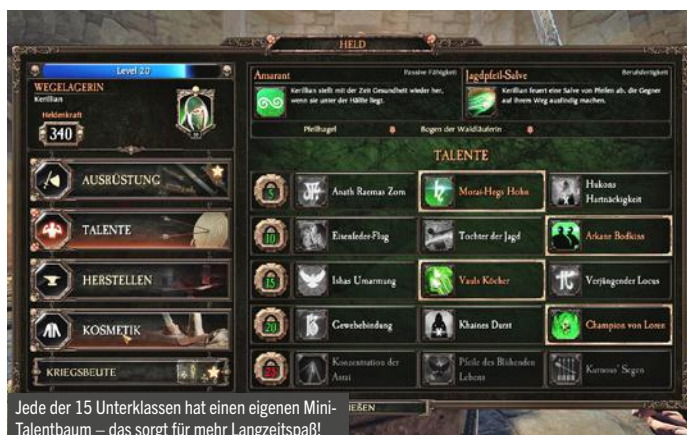 HELD
Level 20
WEGELAGERIN
Kerillian
Heldenkraft
340
AUSRÜSTUNG
TALENTE
HERSTELLEN
KOSMETIK
KRIEGSBEUTE
Amarant
Passive Fähigkeit
Kerillian stellt mit der Zeit Gesundheit wieder her,
wenn sie unter der Hälfte liegt.
Jagdpfeil-Salve
Berufsfertigkeit
Kerillian feuert eine Salve von Pfeilen ab, die Gegner
auf ihrem Weg ausfindig machen.
Pfeilhagel
Bogen der Waldläuferin
TALENTE
5
Anath Raemas Zorn
Morai-Hegs Hohn
Hukons
Hartnäckigkeit
10
Eisenfeder-Flug
Tochter der Jagd
Arkane Bodkins
15
Ishas Umarmung
Vauls Köcher
Verjüngender Locus
20
Gewebebindung
Khaines Durst
Champion von Loren
25
Konzentration der
Asrai
Pfeile des Blühenden
Lebens
Kurnous' Segen
IEßEN
Jede der 15 Unterklassen hat einen eigenen Mini-
Talentbaum – das sorgt für mehr Langzeitspaß!